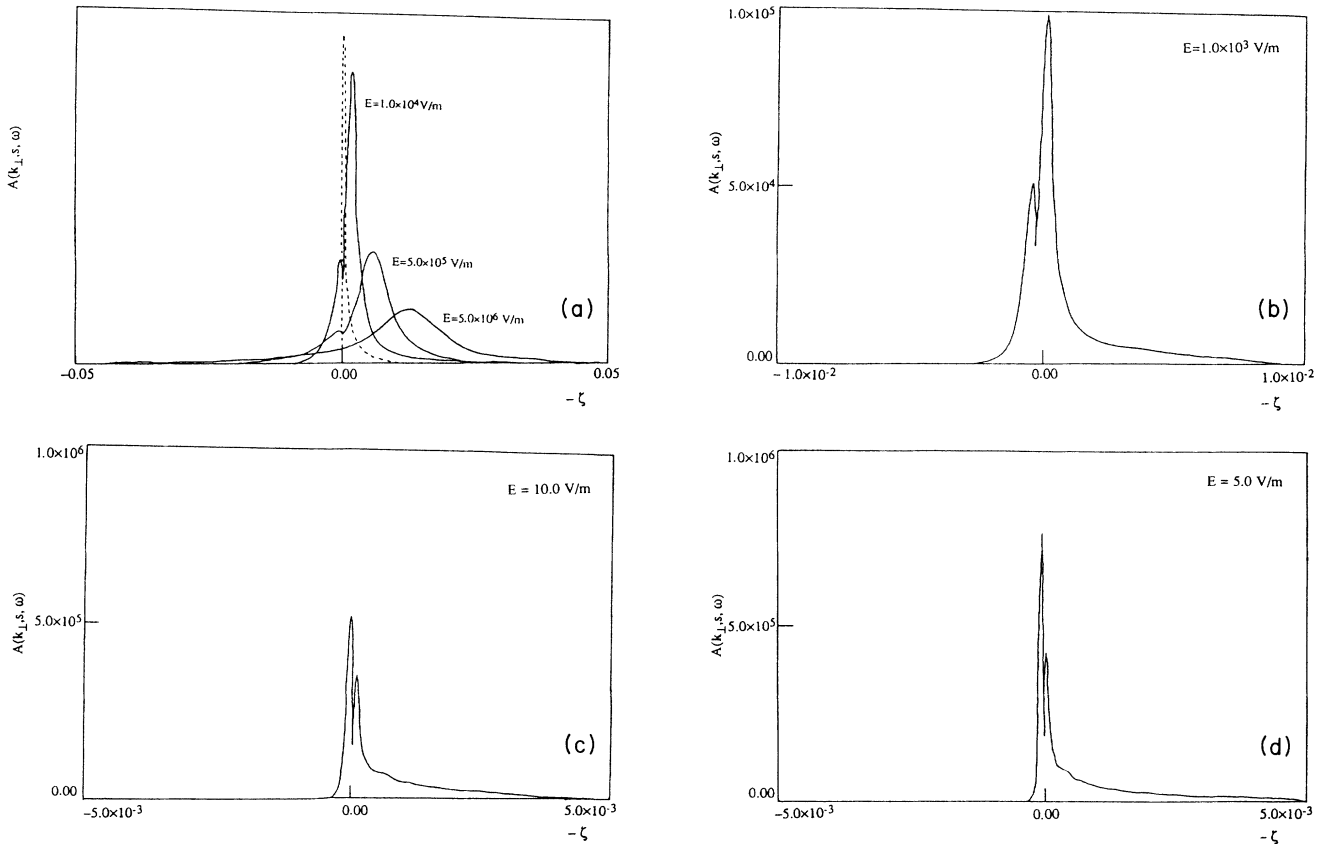 A(k⊥,s, ω)
E=1.0×10⁴V/m
E=5.0×10⁵ V/m
E=5.0×10⁶ V/m
(a)
−0.05
0.00
0.05
− ζ
A(k⊥,s, ω)
1.0×10⁵
5.0×10⁴
0.00
E=1.0×10³ V/m
(b)
−1.0×10⁻²
0.00
1.0×10⁻²
− ζ
A(k⊥,s, ω)
1.0×10⁶
5.0×10⁵
0.00
E = 10.0 V/m
(c)
−5.0×10⁻³
0.00
5.0×10⁻³
− ζ
A(k⊥,s, ω)
1.0×10⁶
5.0×10⁵
0.00
E = 5.0 V/m
(d)
−5.0×10⁻³
0.00
5.0×10⁻³
− ζ